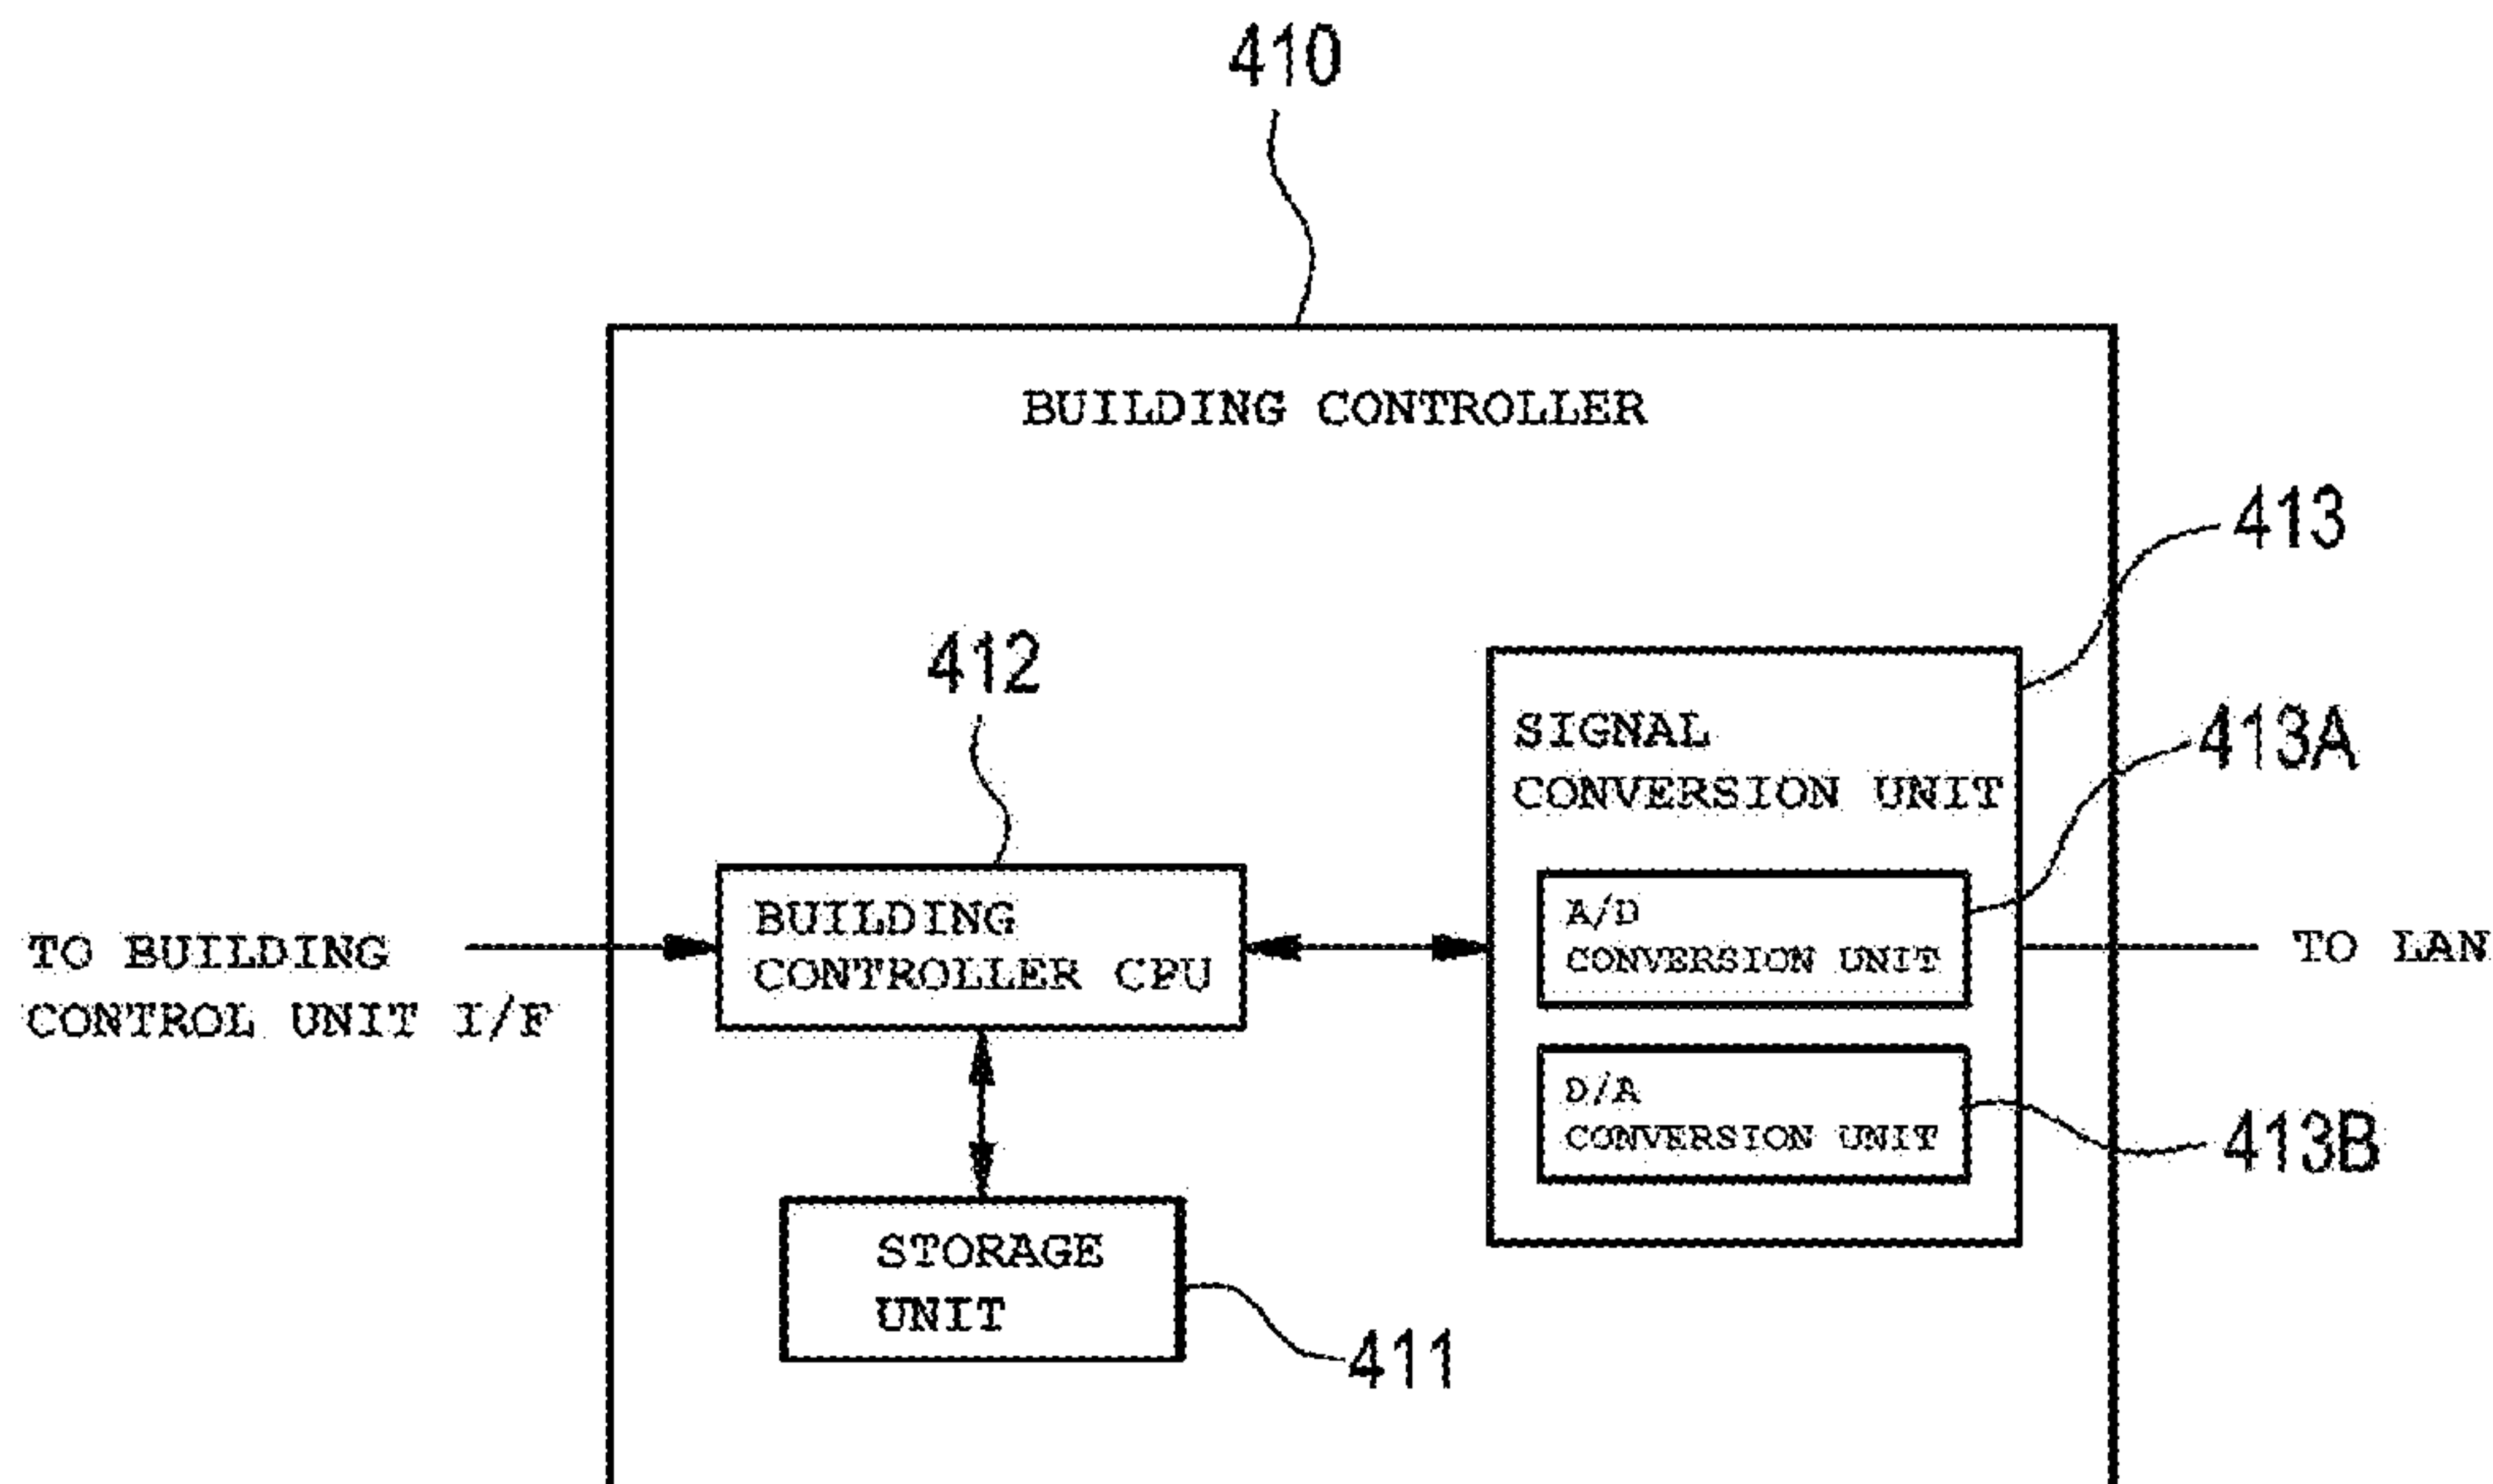 410
BUILDING CONTROLLER
413
412
SIGNAL
CONVERSION UNIT
413A
BUILDING
CONTROLLER CPU
A/D
CONVERSION UNIT
TO BUILDING
CONTROL UNIT I/F
TO LAN
D/A
CONVERSION UNIT
413B
STORAGE
UNIT
411